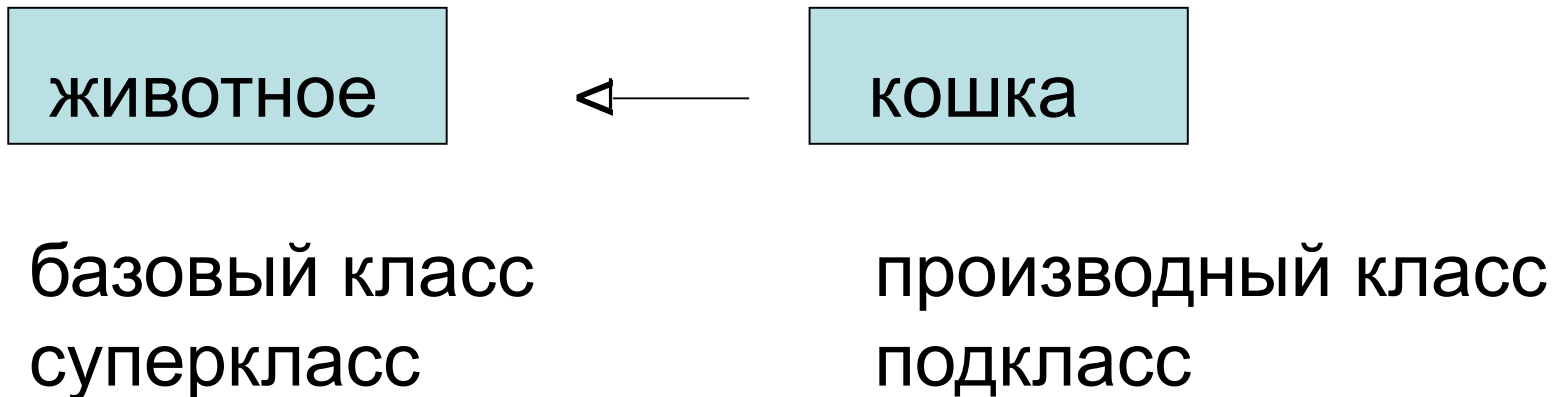 животное
кошка
базовый класс
суперкласс
производный класс
подкласс